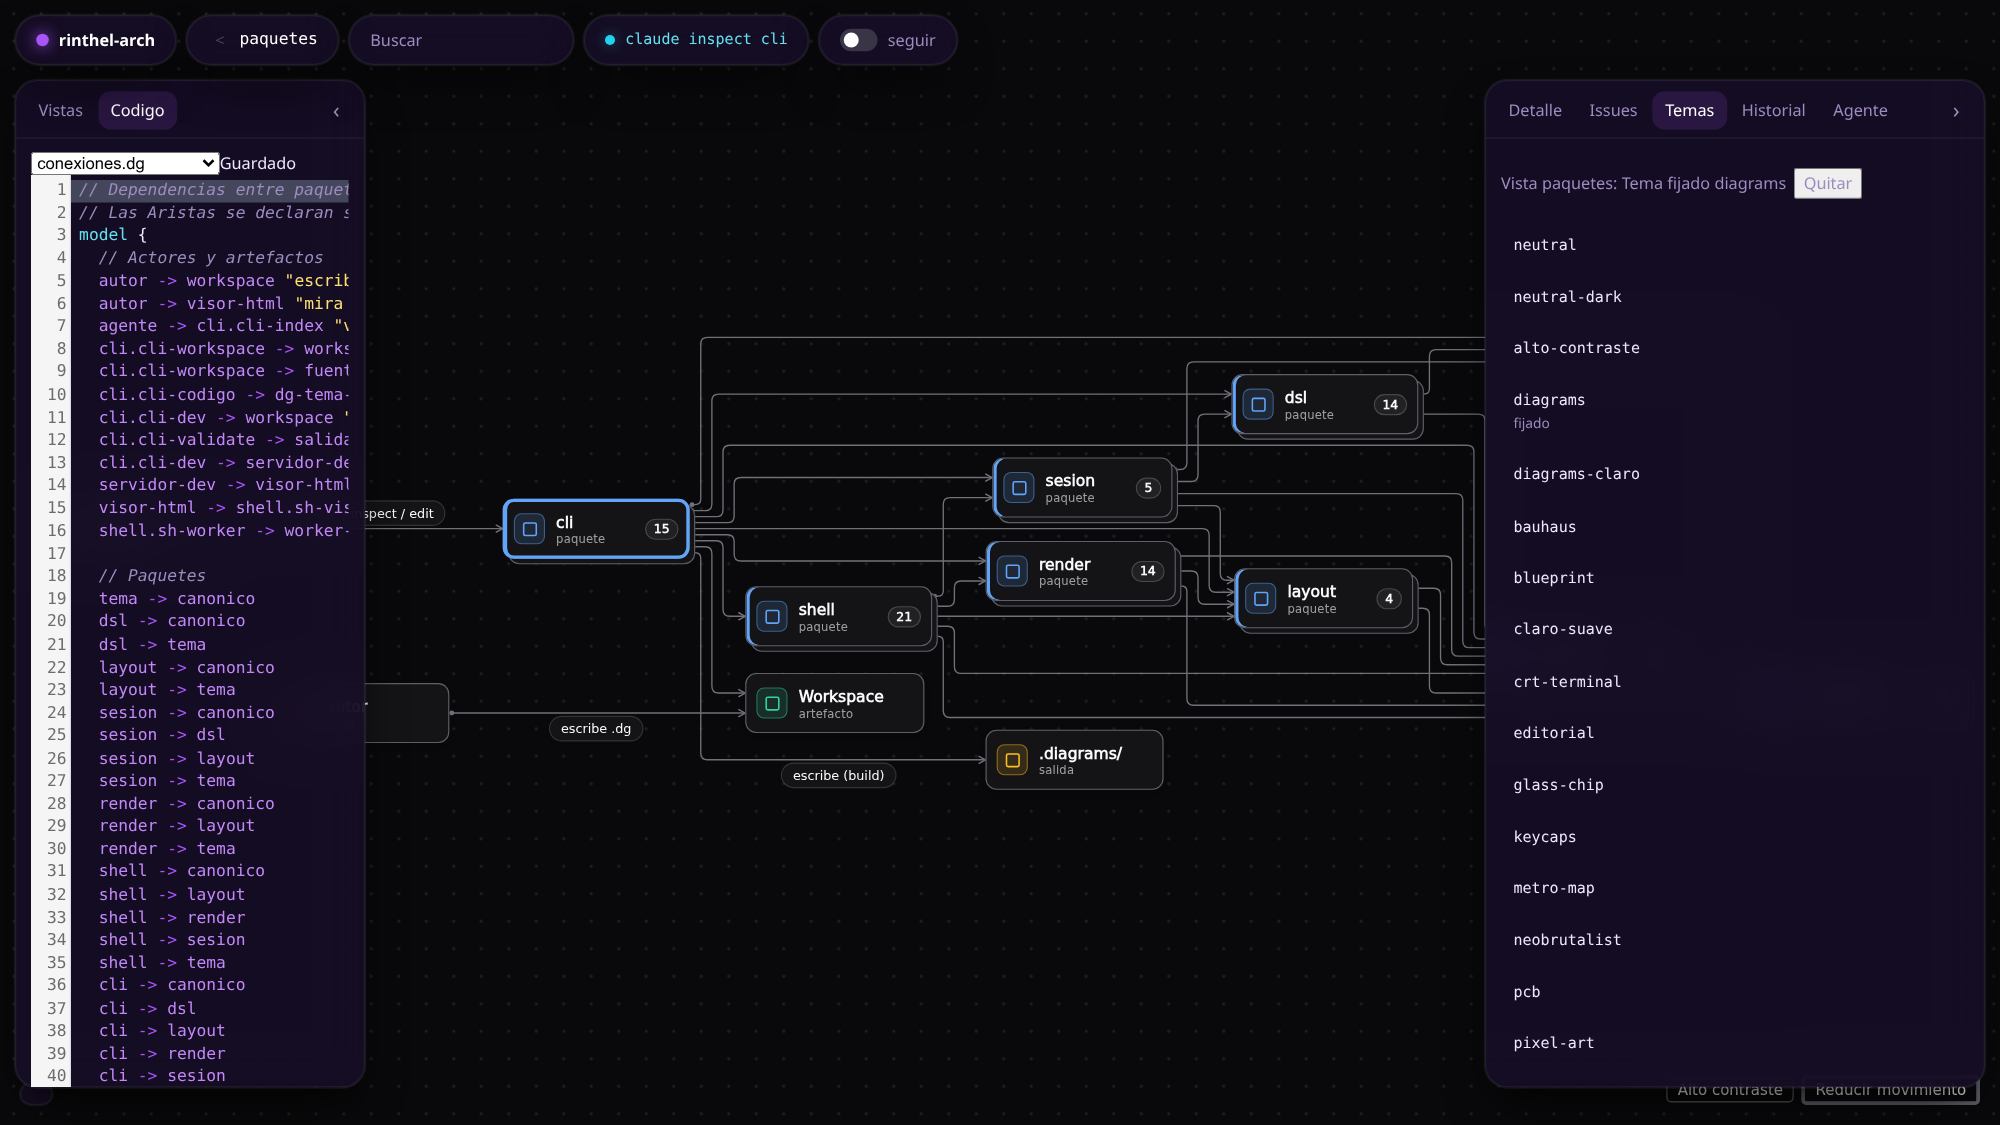 rinthel-arch
< paquetes
Buscar
claude inspect cli
seguir
Vistas
Codigo
‹
conexiones.dg
Guardado
1 // Dependencias entre paquet
2 // Las Aristas se declaran s
3 model {
4 // Actores y artefactos
5 autor -> workspace "escrib
6 autor -> visor-html "mira
7 agente -> cli.cli-index "v
8 cli.cli-workspace -> works
9 cli.cli-workspace -> fuent
10 cli.cli-codigo -> dg-tema-
11 cli.cli-dev -> workspace "
12 cli.cli-validate -> salida
13 cli.cli-dev -> servidor-de
14 servidor-dev -> visor-html
15 visor-html -> shell.sh-vis
16 shell.sh-worker -> worker-
17
18 // Paquetes
19 tema -> canonico
20 dsl -> canonico
21 dsl -> tema
22 layout -> canonico
23 layout -> tema
24 sesion -> canonico
25 sesion -> dsl
26 sesion -> layout
27 sesion -> tema
28 render -> canonico
29 render -> layout
30 render -> tema
31 shell -> canonico
32 shell -> layout
33 shell -> render
34 shell -> sesion
35 shell -> tema
36 cli -> canonico
37 cli -> dsl
38 cli -> layout
39 cli -> render
40 cli -> sesion
spect / edit
cli
paquete
15
shell
paquete
21
Workspace
artefacto
escribe .dg
escribe (build)
.diagrams/
salida
sesion
paquete
5
render
paquete
14
dsl
paquete
14
layout
paquete
4
Detalle
Issues
Temas
Historial
Agente
›
Vista paquetes: Tema fijado diagrams
Quitar
neutral
neutral-dark
alto-contraste
diagrams
fijado
diagrams-claro
bauhaus
blueprint
claro-suave
crt-terminal
editorial
glass-chip
keycaps
metro-map
neobrutalist
pcb
pixel-art
Alto contraste
Reducir movimiento